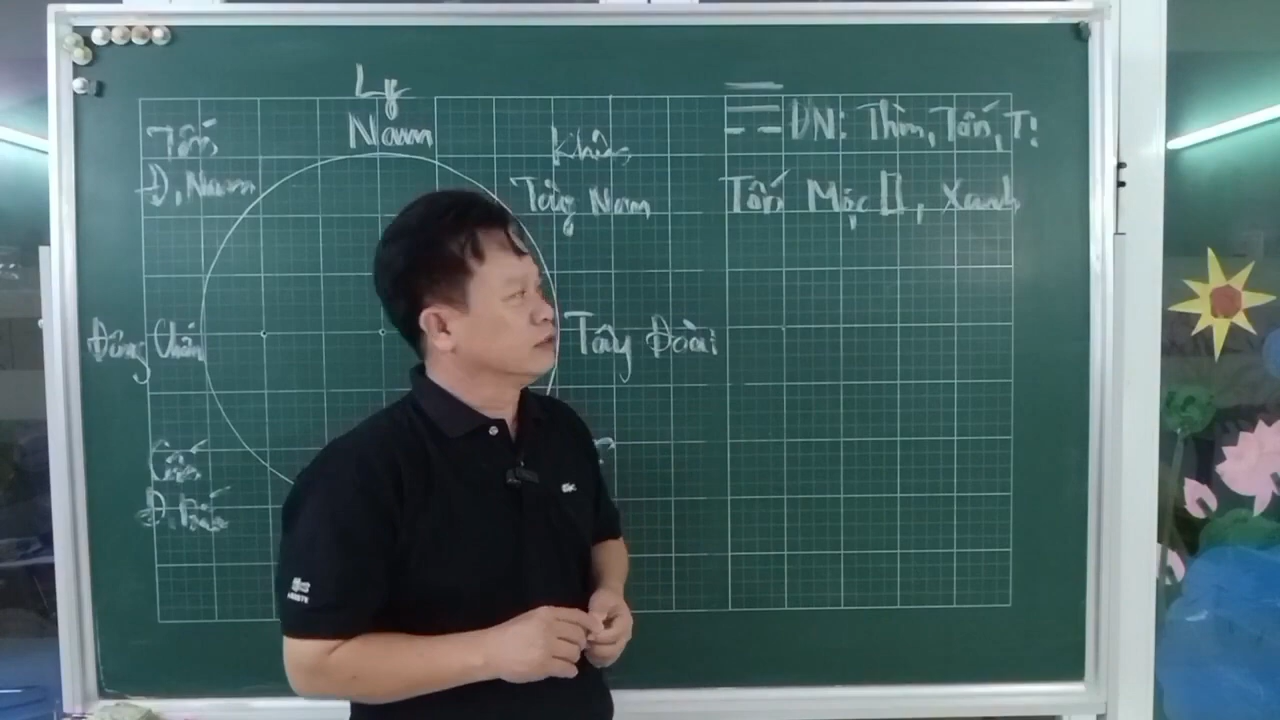 Ly
Nam
Tốn
Đ, Nam
Khôn
Tây Nam
Đông Chấn
Tây Đoài
Cấn
Đ, Bắc
ĐN: Thìn, Tốn, Tị
Tốn Mộc, Xanh